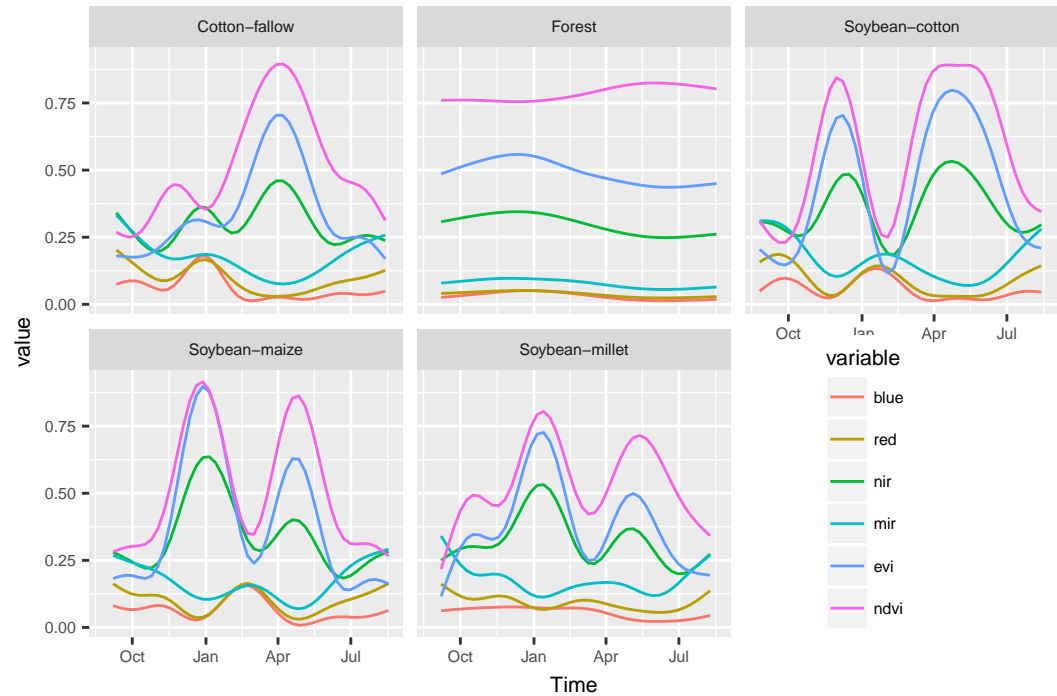 Cotton−fallow
Forest
Soybean−cotton
0.75
0.50
0.25
0.00
Oct
Jan
Apr
Jul
value
Soybean−maize
Soybean−millet
0.75
0.50
0.25
0.00
Oct
Jan
Apr
Jul
Oct
Jan
Apr
Jul
Time
variable
blue
red
nir
mir
evi
ndvi